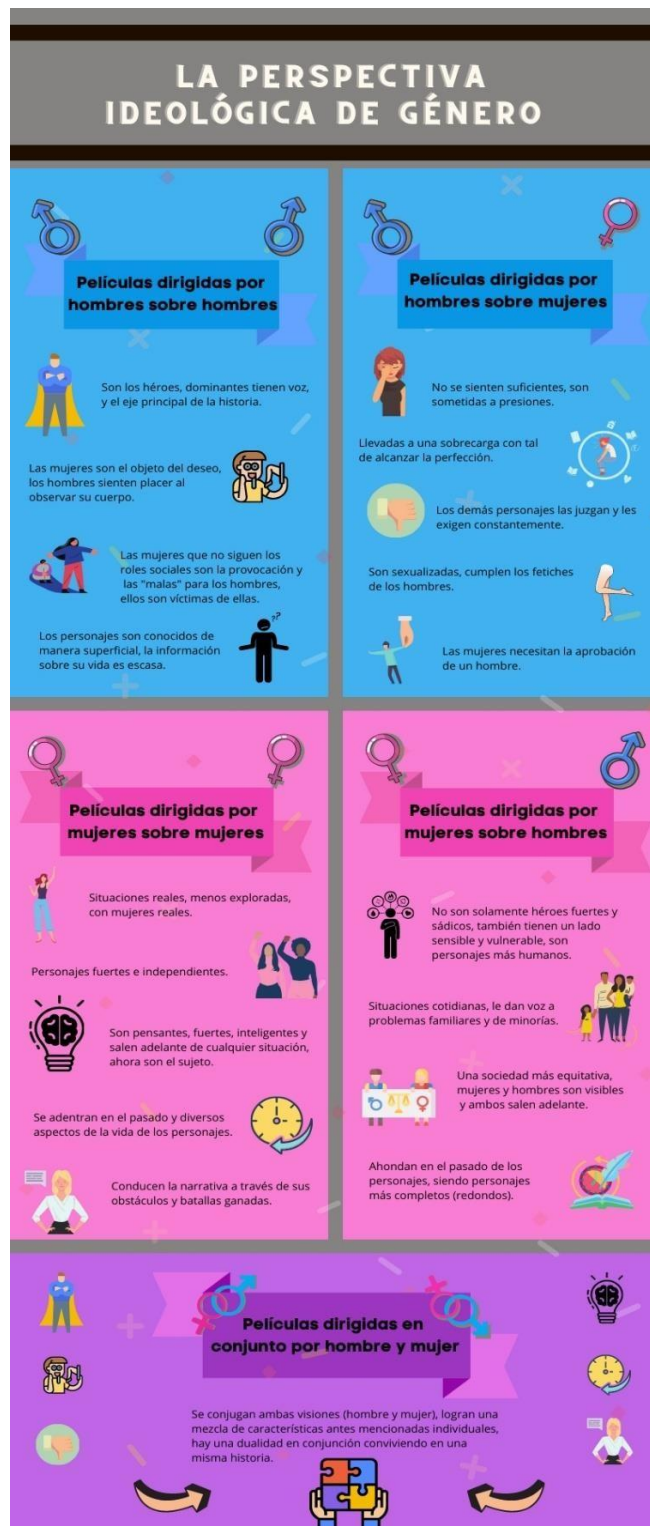 LA PERSPECTIVA
IDEOLÓGICA DE GÉNERO
Películas dirigidas por
hombres sobre hombres
Son los héroes, dominantes tienen voz,
y el eje principal de la historia.
Las mujeres son el objeto del deseo,
los hombres sienten placer al
observar su cuerpo.
Las mujeres que no siguen los
roles sociales son la provocación y
las "malas" para los hombres,
ellos son víctimas de ellas.
Los personajes son conocidos de
manera superficial, la información
sobre su vida es escasa.
??
Películas dirigidas por
hombres sobre mujeres
No se sienten suficientes, son
sometidas a presiones.
Llevadas a una sobrecarga con tal
de alcanzar la perfección.
Los demás personajes las juzgan y les
exigen constantemente.
Son sexualizadas, cumplen los fetiches
de los hombres.
Las mujeres necesitan la aprobación
de un hombre.
Películas dirigidas por
mujeres sobre mujeres
Situaciones reales, menos exploradas,
con mujeres reales.
Personajes fuertes e independientes.
Son pensantes, fuertes, inteligentes y
salen adelante de cualquier situación,
ahora son el sujeto.
Se adentran en el pasado y diversos
aspectos de la vida de los personajes.
Conducen la narrativa a través de sus
obstáculos y batallas ganadas.
Películas dirigidas por
mujeres sobre hombres
No son solamente héroes fuertes y
sádicos, también tienen un lado
sensible y vulnerable, son
personajes más humanos.
Situaciones cotidianas, le dan voz a
problemas familiares y de minorías.
Una sociedad más equitativa,
mujeres y hombres son visibles
y ambos salen adelante.
Ahondan en el pasado de los
personajes, siendo personajes
más completos (redondos).
Películas dirigidas en
conjunto por hombre y mujer
Se conjugan ambas visiones (hombre y mujer), logran una
mezcla de características antes mencionadas individuales,
hay una dualidad en conjunción conviviendo en una
misma historia.